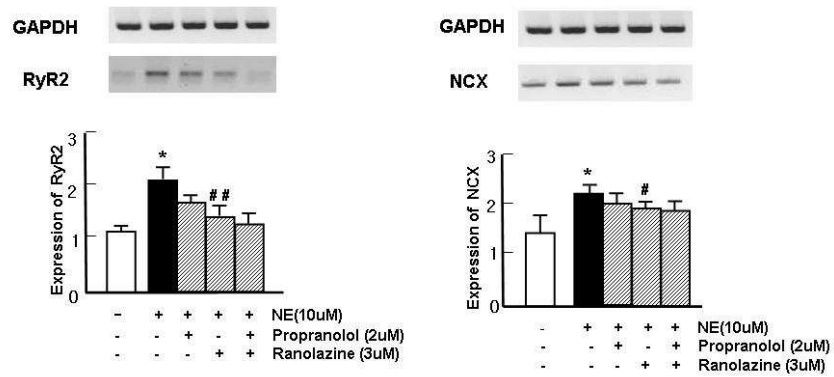 GAPDH
RyR2
Expression of RyR2
3
2
1
0
*
# #
- + + + + NE(10uM)
- - + - + Propranolol (2uM)
- - - + + Ranolazine (3uM)
GAPDH
NCX
Expression of NCX
3
2
1
0
*
#
- + + + + NE(10uM)
- - + - + Propranolol (2uM)
- - - + + Ranolazine (3uM)